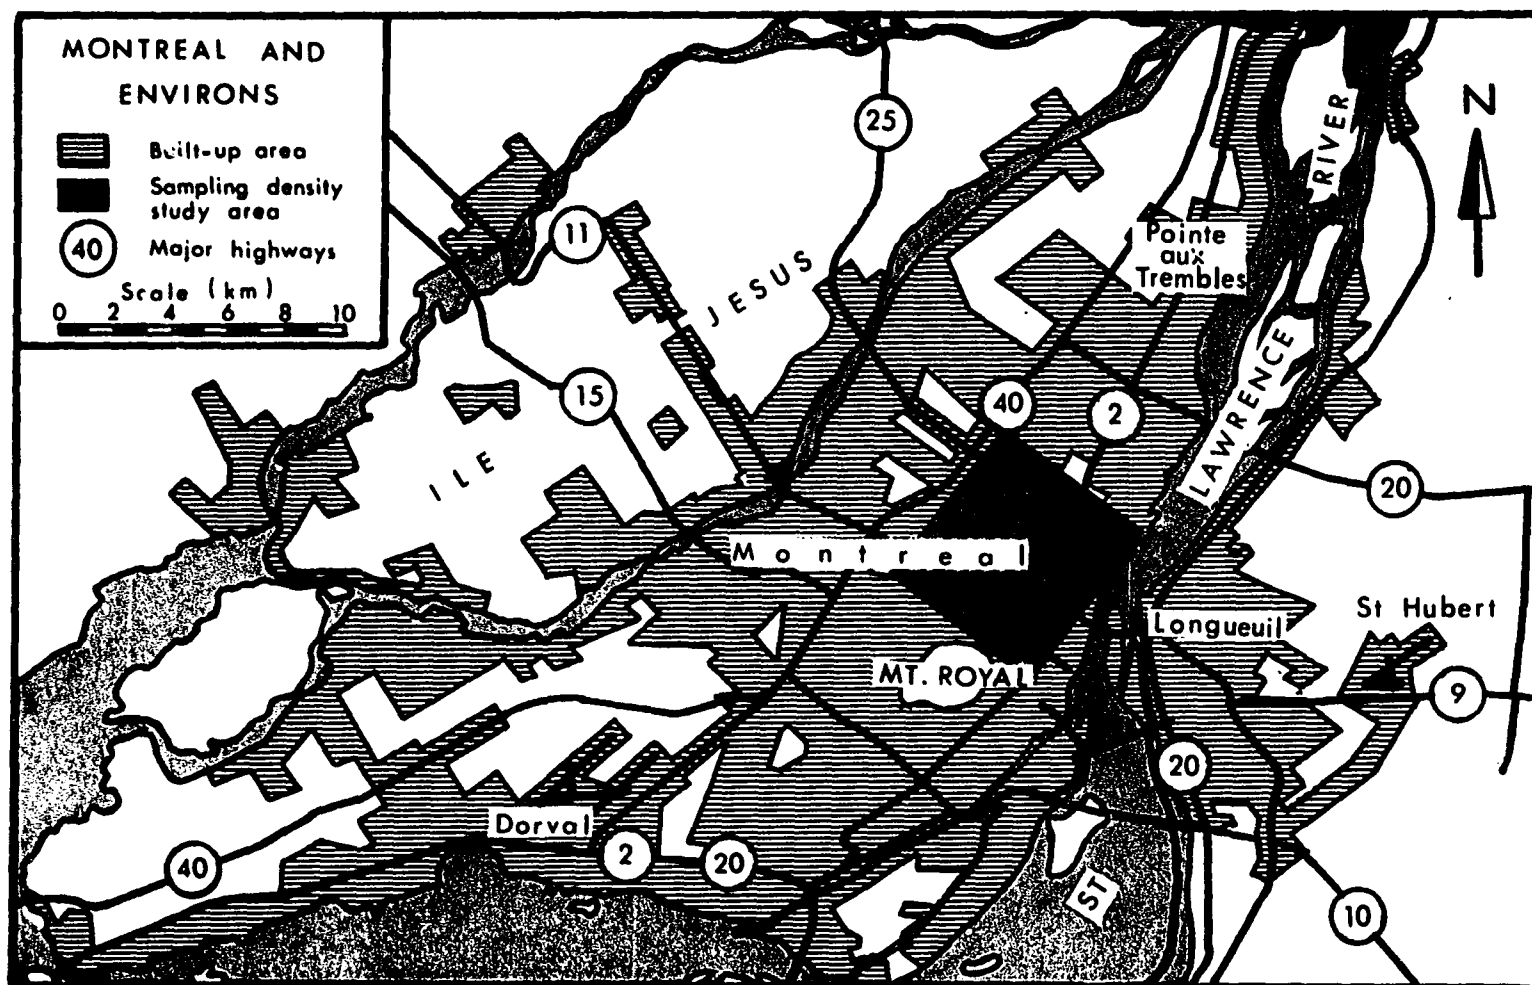 MONTREAL AND
ENVIRONS
Built-up area
Sampling density
study area
40 Major highways
Scale (km)
0 2 4 6 8 10
25
N
RIVER
11
Pointe
aux
Trembles
JESUS
LAWRENCE
15
40
2
ILE
20
Montreal
Longueuil
St Hubert
MT. ROYAL
9
20
Dorval
40
2
20
ST
10